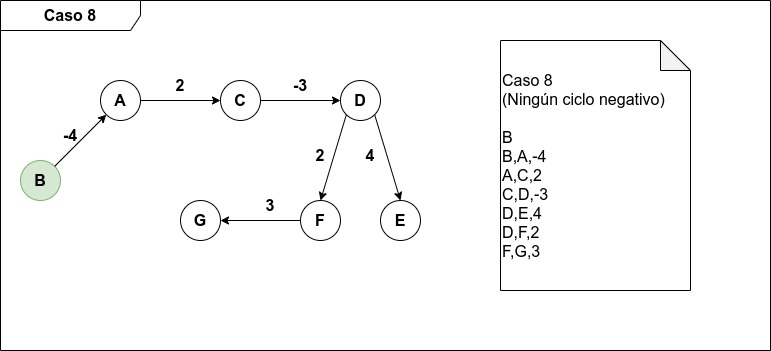 Caso 8
A
2
C
-3
D
-4
B
2
4
G
3
F
E
Caso 8
(Ningún ciclo negativo)
B
B,A,-4
A,C,2
C,D,-3
D,E,4
D,F,2
F,G,3